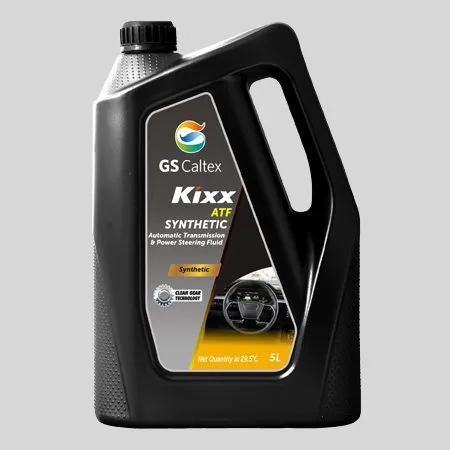 GS Caltex
Kixx
ATF
SYNTHETIC
Automatic Transmission
& Power Steering Fluid
Synthetic
CLEAN GEAR
TECHNOLOGY
Net Quantity at 29.5°C
5L